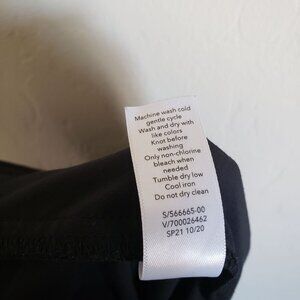 Machine wash cold
gentle cycle
Wash and dry with
like colors
Knot before
washing
Only non-chlorine
bleach when
needed
Tumble dry low
Cool iron
Do not dry clean
S/566665-00
V/700026462
SP21 10/20